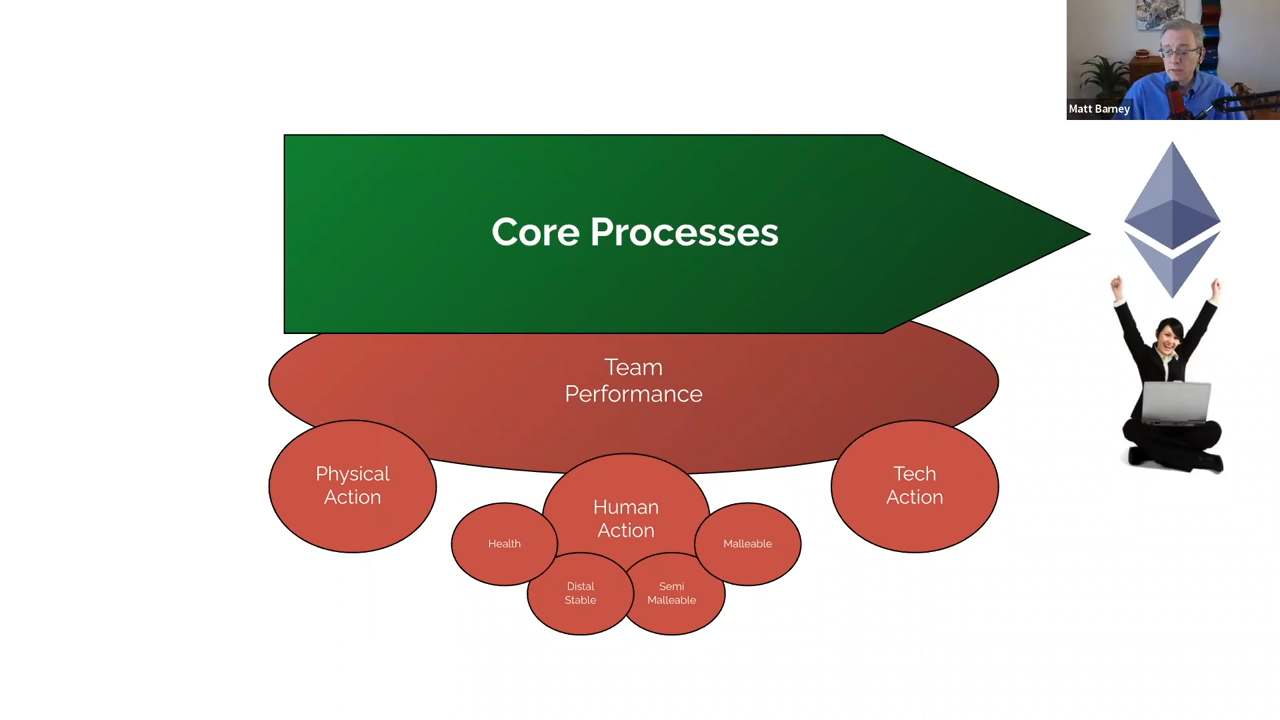 Matt Barney
Core Processes
Team
Performance
Physical
Action
Human
Action
Tech
Action
Health
Malleable
Distal
Stable
Semi
Malleable